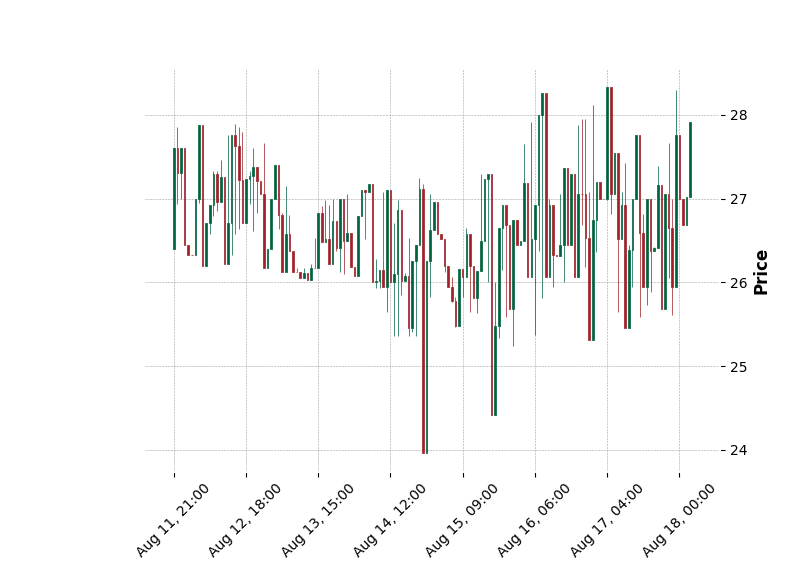 28
27
26
25
24
Price
Aug 11, 21:00
Aug 12, 18:00
Aug 13, 15:00
Aug 14, 12:00
Aug 15, 09:00
Aug 16, 06:00
Aug 17, 04:00
Aug 18, 00:00